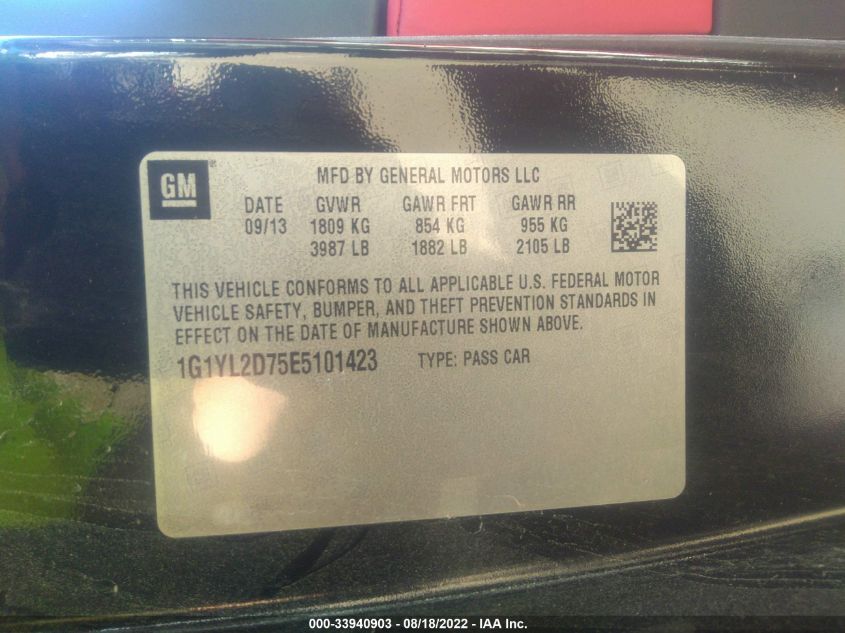 GM
MFD BY GENERAL MOTORS LLC
DATE GVWR GAWR FRT GAWR RR
09/13 1809 KG 854 KG 955 KG
3987 LB 1882 LB 2105 LB
THIS VEHICLE CONFORMS TO ALL APPLICABLE U.S. FEDERAL MOTOR
VEHICLE SAFETY, BUMPER, AND THEFT PREVENTION STANDARDS IN
EFFECT ON THE DATE OF MANUFACTURE SHOWN ABOVE.
1G1YL2D75E5101423 TYPE: PASS CAR
000-33940903 - 08/18/2022 - IAA Inc.